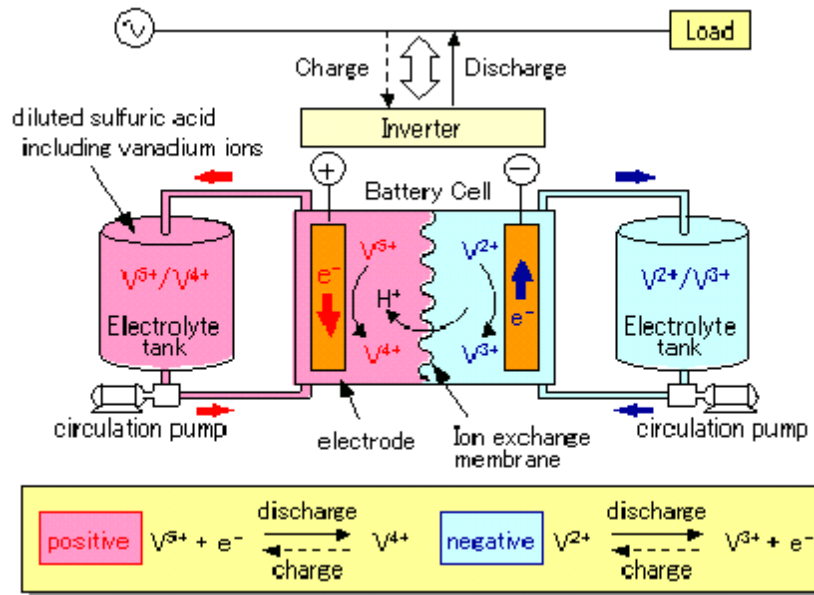 Load
Charge
Discharge
diluted sulfuric acid
including vanadium ions
Inverter
+
Battery Cell
−
V⁵⁺/V⁴⁺
Electrolyte
tank
e⁻
V⁵⁺
H⁺
V⁴⁺
V²⁺
V³⁺
e⁻
V²⁺/V³⁺
Electrolyte
tank
circulation pump
electrode
Ion exchange
membrane
circulation pump
positive V⁵⁺ + e⁻ discharge charge V⁴⁺
negative V²⁺ discharge charge V³⁺ + e⁻